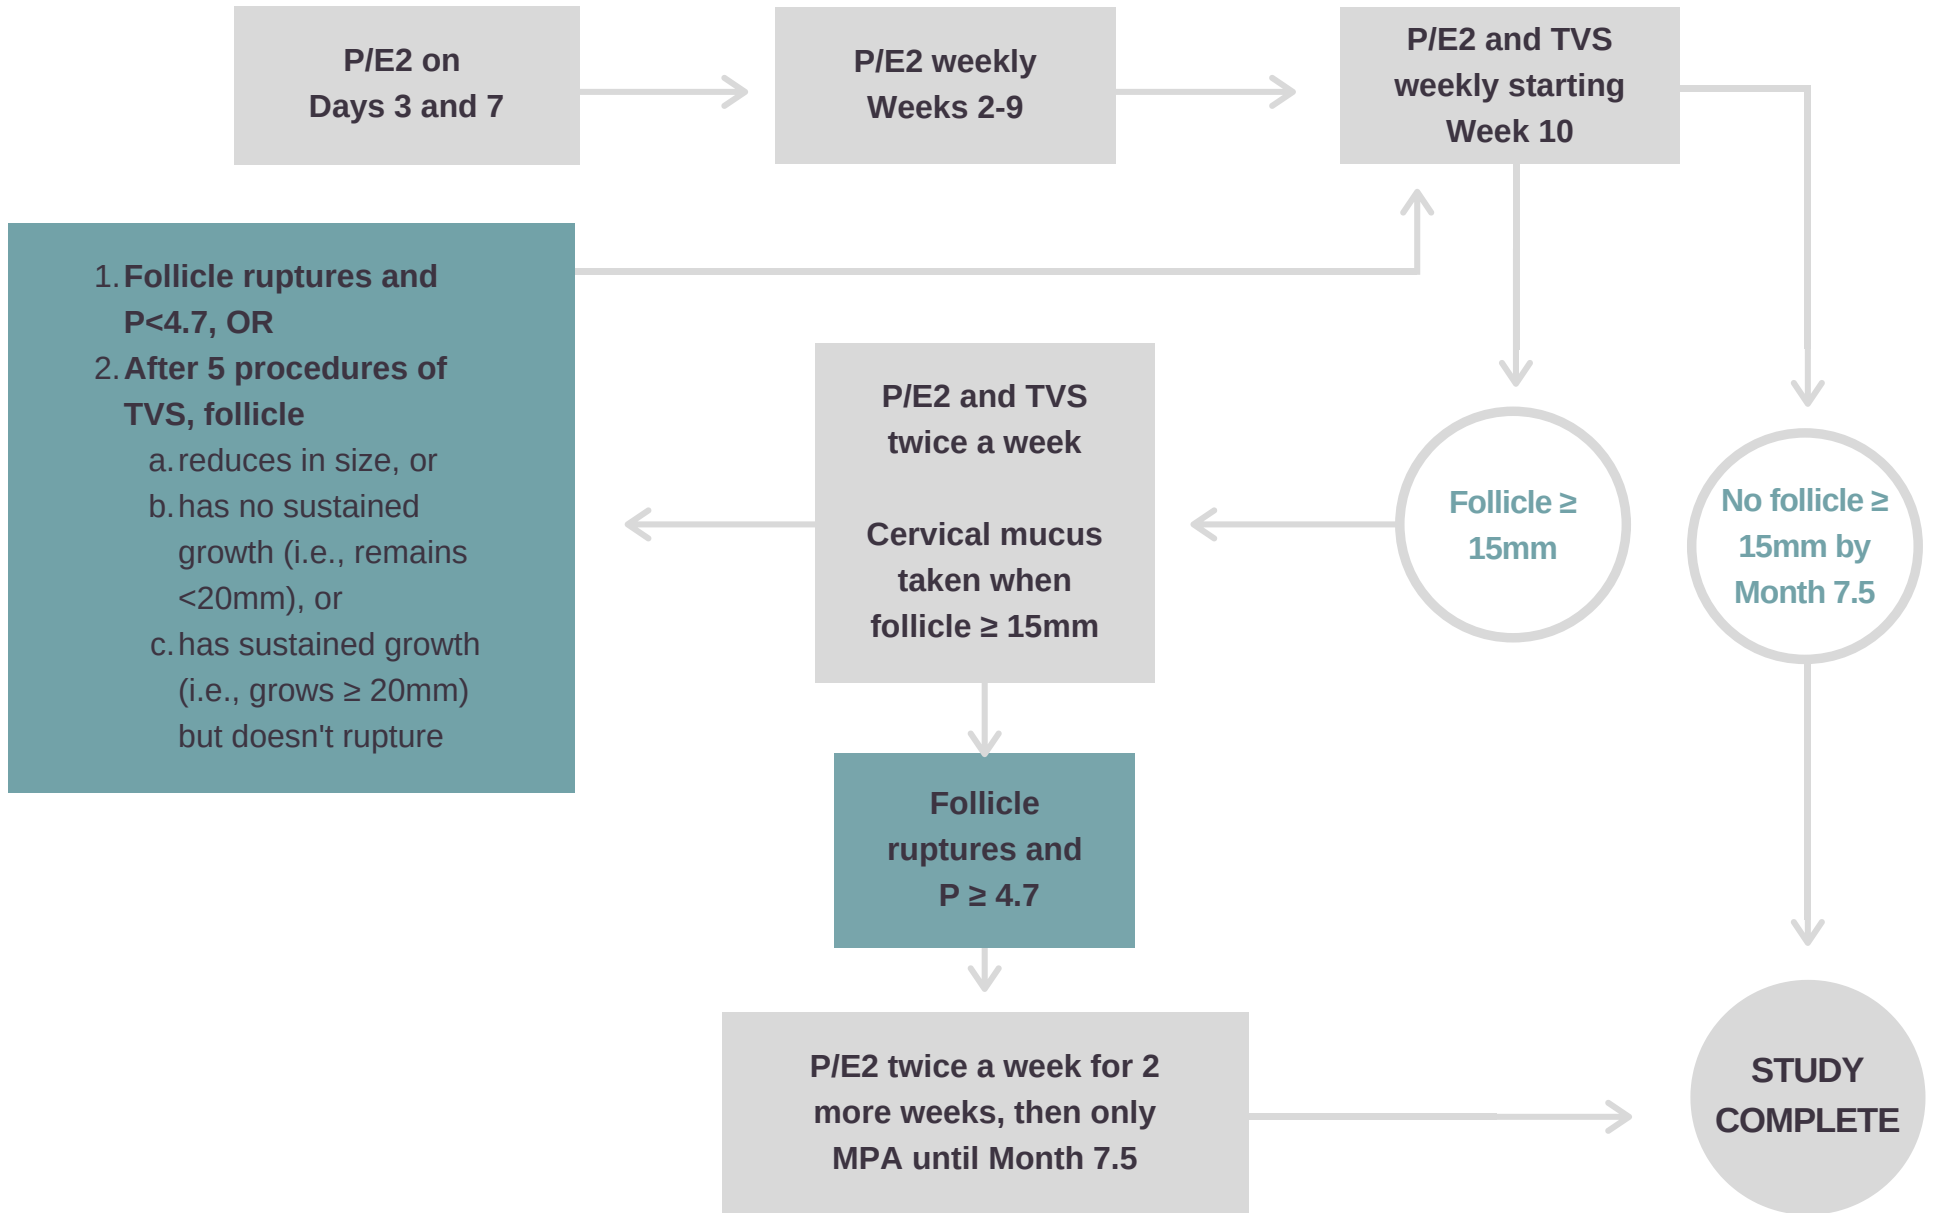 P/E2 on
Days 3 and 7
P/E2 weekly
Weeks 2-9
P/E2 and TVS
weekly starting
Week 10
1. Follicle ruptures and
P<4.7, OR
2. After 5 procedures of
TVS, follicle
a. reduces in size, or
b. has no sustained
growth (i.e., remains
<20mm), or
c. has sustained growth
(i.e., grows ≥ 20mm)
but doesn't rupture
P/E2 and TVS
twice a week
Cervical mucus
taken when
follicle ≥ 15mm
Follicle ≥
15mm
No follicle ≥
15mm by
Month 7.5
Follicle
ruptures and
P ≥ 4.7
P/E2 twice a week for 2
more weeks, then only
MPA until Month 7.5
STUDY
COMPLETE